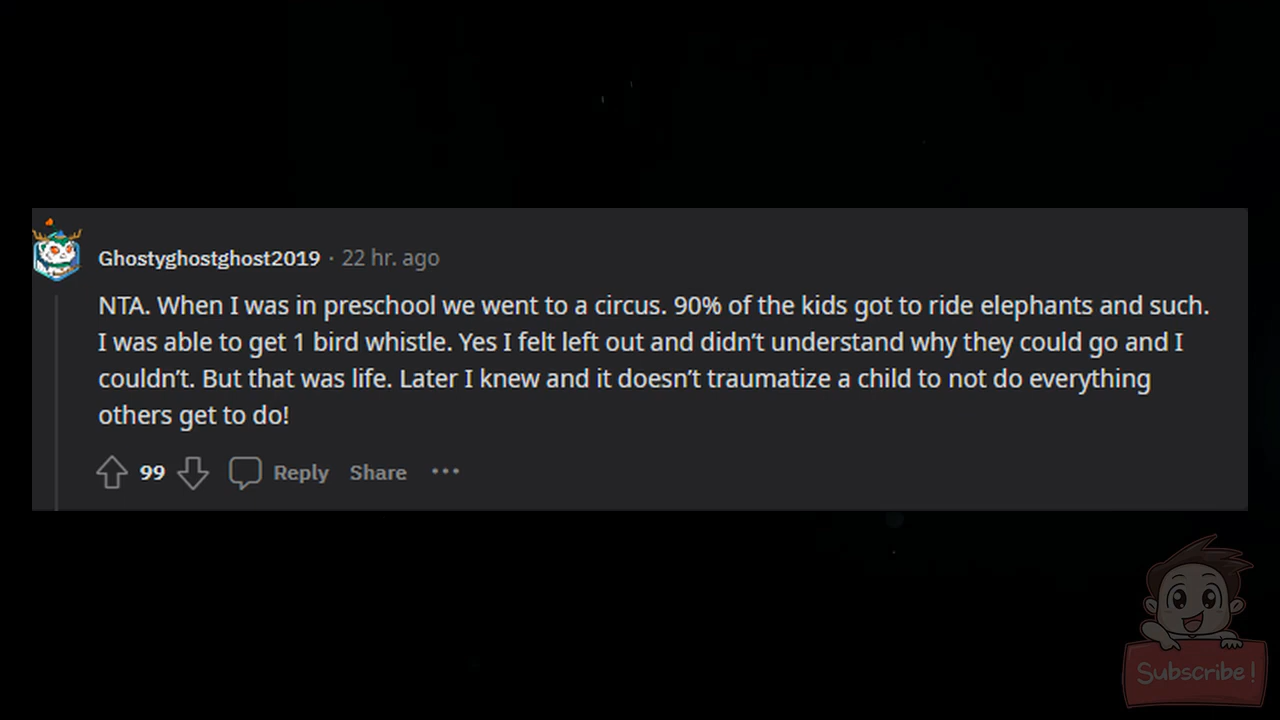 Ghostyghostghost2019 · 22 hr. ago
NTA. When I was in preschool we went to a circus. 90% of the kids got to ride elephants and such.
I was able to get 1 bird whistle. Yes I felt left out and didn’t understand why they could go and I
couldn’t. But that was life. Later I knew and it doesn’t traumatize a child to not do everything
others get to do!
99 Reply Share ···
Subscribe!